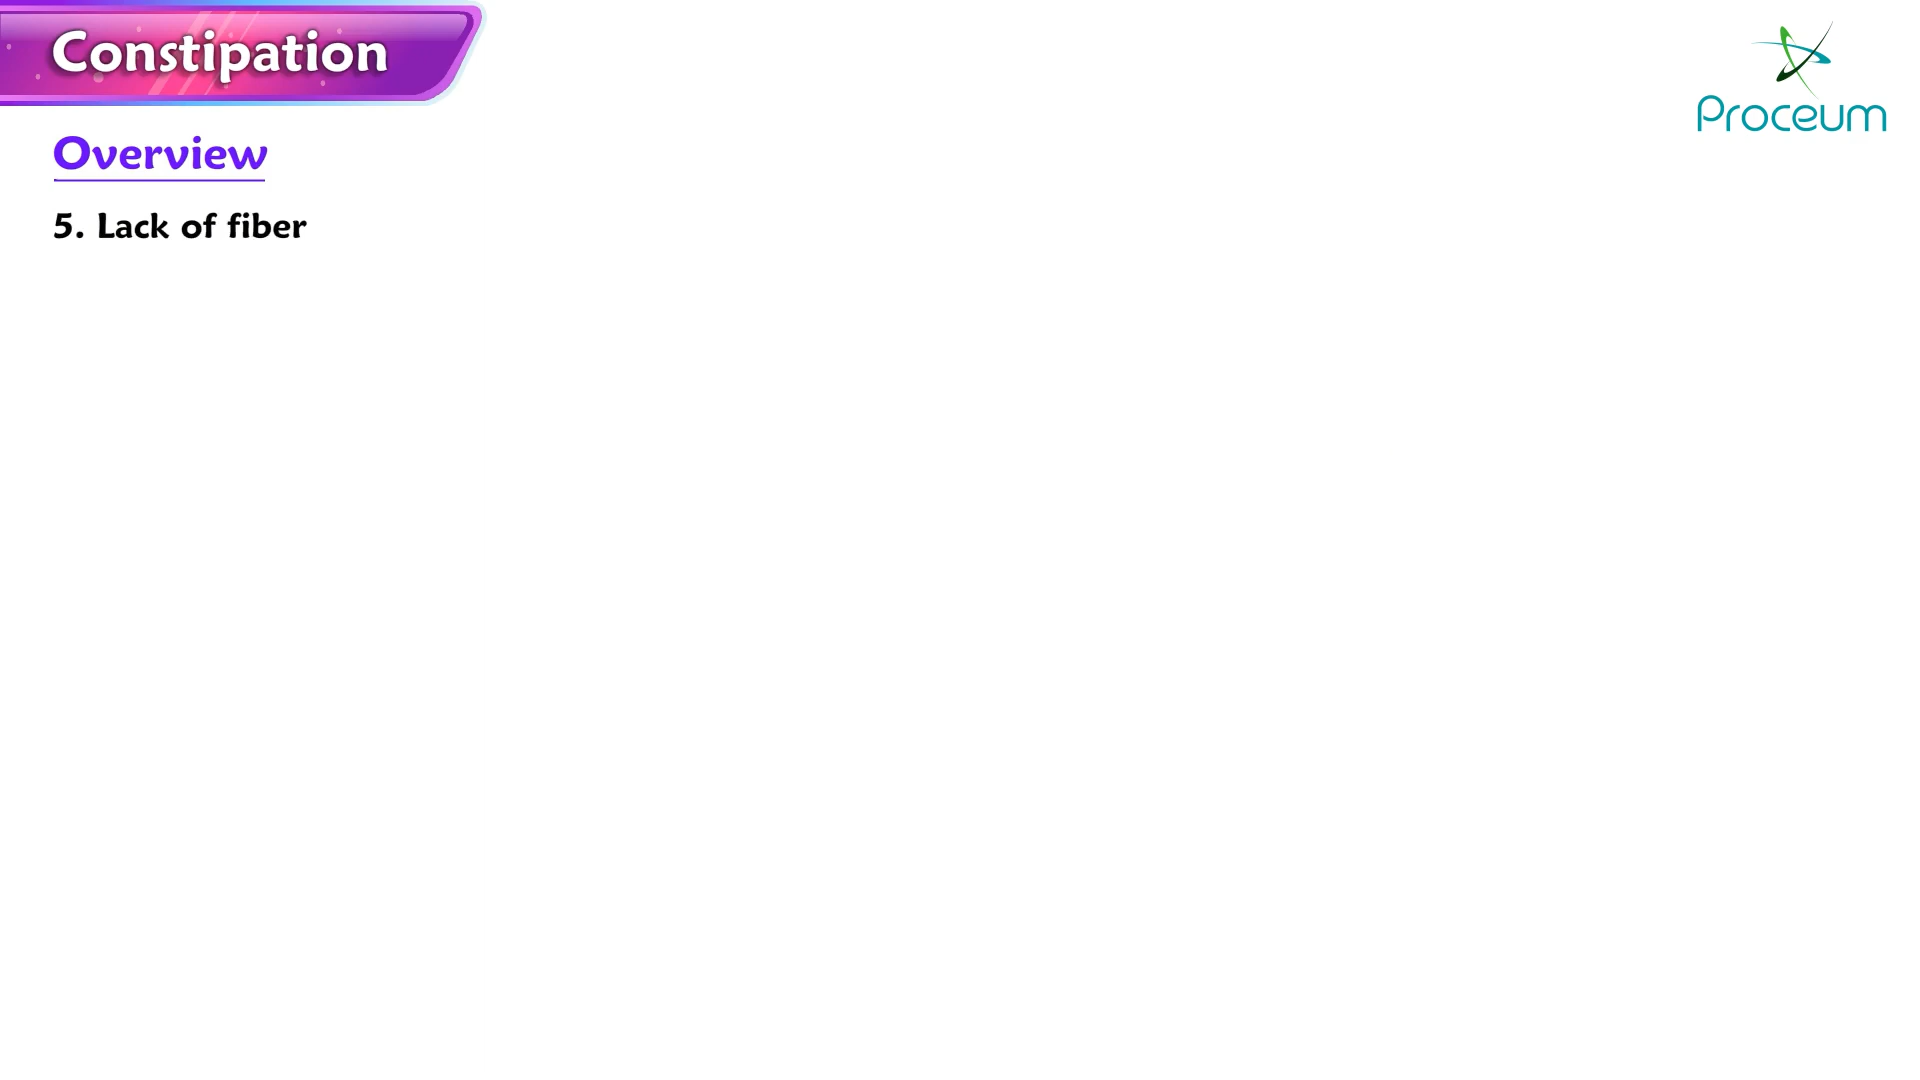 Constipation
Proceum
Overview
5. Lack of fiber